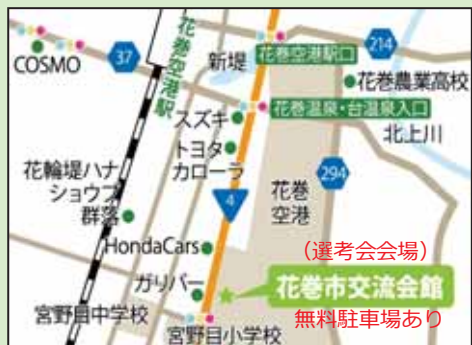 花巻空港駅口
214
COSMO
37
花巻空港駅
新堤
花巻農業高校
花巻温泉・台温泉入口
スズキ
北上川
トヨタ
カローラ
花輪堤ハナ
ショウブ
群落
294
花巻
空港
4
HondaCars
(選考会会場)
ガリバー
花巻市交流会館
宮野目中学校
無料駐車場あり
宮野目小学校